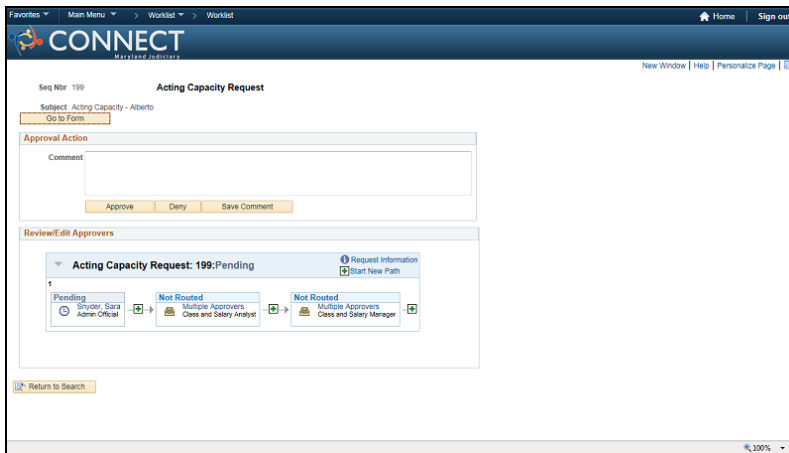 Favorites Main Menu > Worklist > Worklist Home Sign out
CONNECT
Maryland Judiciary
New Window | Help | Personalize Page |
Seq Nbr 199 Acting Capacity Request
Subject Acting Capacity - Alberto
Go to Form
Approval Action
Comment
Approve Deny Save Comment
Review/Edit Approvers
Acting Capacity Request: 199:Pending
Request Information
Start New Path
1
Pending
Snyder, Sara
Admin Official
Not Routed
Multiple Approvers
Class and Salary Analyst
Not Routed
Multiple Approvers
Class and Salary Manager
Return to Search
100%